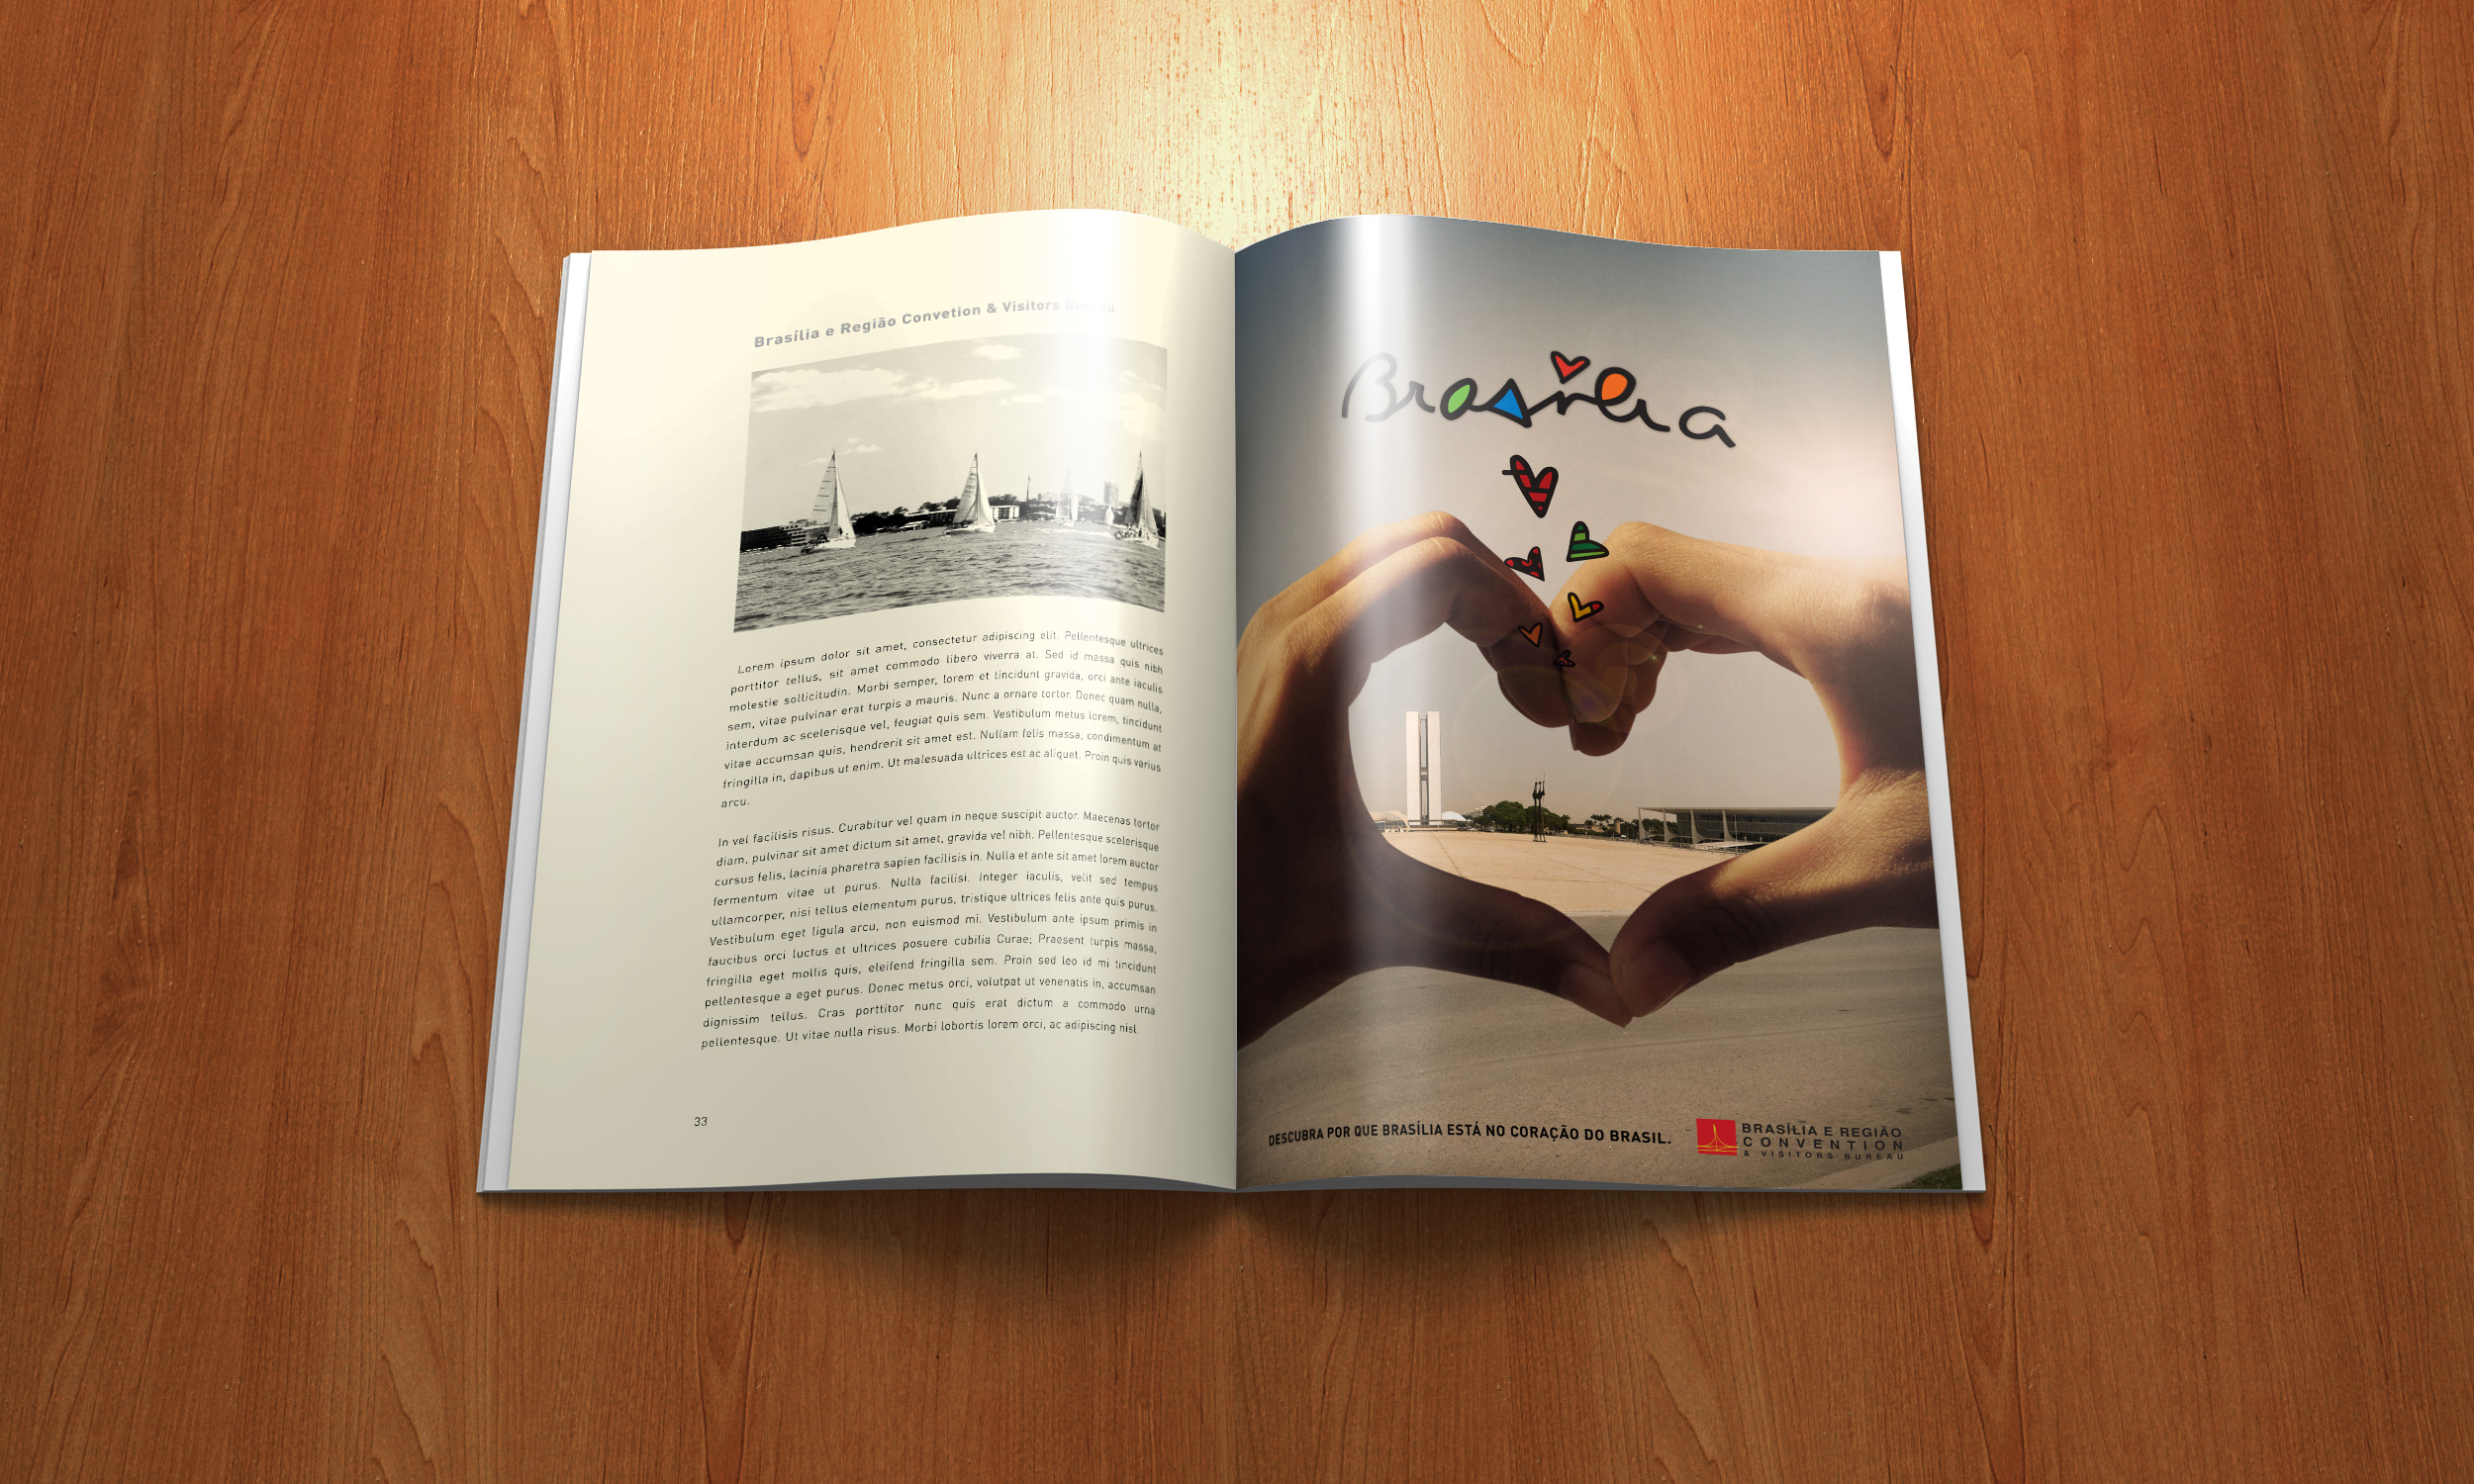 Brasília e Região Convetion & Visitors Bureau
Lorem ipsum dolor sit amet, consectetur adipiscing elit. Pellentesque ultrices
porttitor tellus, sit amet commodo libero viverra at. Sed id massa quis nibh
molestie sollicitudin. Morbi semper, lorem et tincidunt gravida, orci ante iaculis
sem, vitae pulvinar erat turpis a mauris. Nunc a ornare tortor. Donec quam nulla,
interdum ac scelerisque vel, feugiat quis sem. Vestibulum metus lorem, tincidunt
vitae accumsan quis, hendrerit sit amet est. Nullam felis massa, condimentum at
fringilla in, dapibus ut enim. Ut malesuada ultrices est ac aliquet. Proin quis varius
arcu.
In vel facilisis risus. Curabitur vel quam in neque suscipit auctor. Maecenas tortor
diam, pulvinar sit amet dictum sit amet, gravida vel nibh. Pellentesque scelerisque
cursus felis, lacinia pharetra sapien facilisis in. Nulla et ante sit amet lorem auctor
fermentum vitae ut purus. Nulla facilisi. Integer iaculis, velit sed tempus
ullamcorper, nisi tellus elementum purus, tristique ultrices felis ante quis purus.
Vestibulum eget ligula arcu, non euismod mi. Vestibulum ante ipsum primis in
faucibus orci luctus et ultrices posuere cubilia Curae; Praesent turpis massa,
fringilla eget mollis quis, eleifend fringilla sem. Proin sed leo id mi tincidunt
pellentesque a eget purus. Donec metus orci, volutpat ut venenatis in, accumsan
dignissim tellus. Cras porttitor nunc quis erat dictum a commodo urna
pellentesque. Ut vitae nulla risus. Morbi lobortis lorem orci, ac adipiscing nisl.
33
Brasília
DESCUBRA POR QUE BRASÍLIA ESTÁ NO CORAÇÃO DO BRASIL.
BRASÍLIA E REGIÃO
CONVENTION
& VISITORS BUREAU